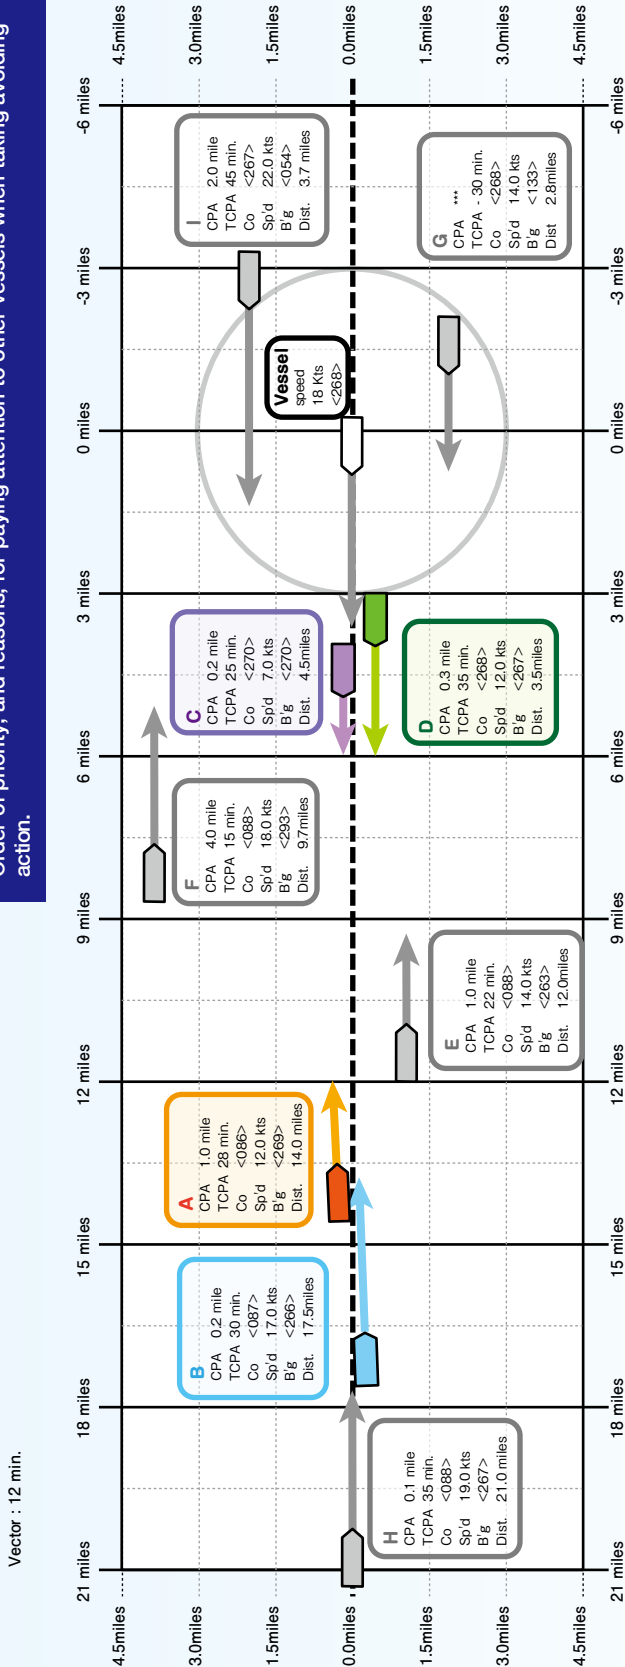 Order of priority, and reasons, for paying attention to other vessels when taking avoiding
action.
Vector : 12 min.
4.5miles
3.0miles
1.5miles
0.0miles
1.5miles
3.0miles
4.5miles
21 miles
18 miles
15 miles
12 miles
9 miles
6 miles
3 miles
0 miles
-3 miles
-6 miles
H
CPA 0.1 mile
TCPA 35 min.
Co <088>
Sp'd 19.0 kts
B'g <267>
Dist. 21.0 miles
B
CPA 0.2 mile
TCPA 30 min.
Co <087>
Sp'd 17.0 kts
B'g <266>
Dist. 17.5miles
A
CPA 1.0 mile
TCPA 28 min.
Co <086>
Sp'd 12.0 kts
B'g <269>
Dist. 14.0 miles
E
CPA 1.0 mile
TCPA 22 min.
Co <088>
Sp'd 14.0 kts
B'g <263>
Dist. 12.0miles
F
CPA 4.0 mile
TCPA 15 min.
Co <088>
Sp'd 18.0 kts
B'g <293>
Dist. 9.7miles
C
CPA 0.2 mile
TCPA 25 min.
Co <270>
Sp'd 7.0 kts
B'g <270>
Dist. 4.5miles
D
CPA 0.3 mile
TCPA 35 min.
Co <268>
Sp'd 12.0 kts
B'g <267>
Dist. 3.5miles
Vessel
speed
18 Kts
<268>
I
CPA 2.0 mile
TCPA 45 min.
Co <267>
Sp'd 22.0 kts
B'g <054>
Dist. 3.7 miles
G
CPA ***
TCPA - 30 min.
Co <268>
Sp'd 14.0 kts
B'g <133>
Dist 2.8miles
4.5miles
3.0miles
1.5miles
0.0miles
1.5miles
3.0miles
4.5miles
21 miles
18 miles
15 miles
12 miles
9 miles
6 miles
3 miles
0 miles
-3 miles
-6 miles